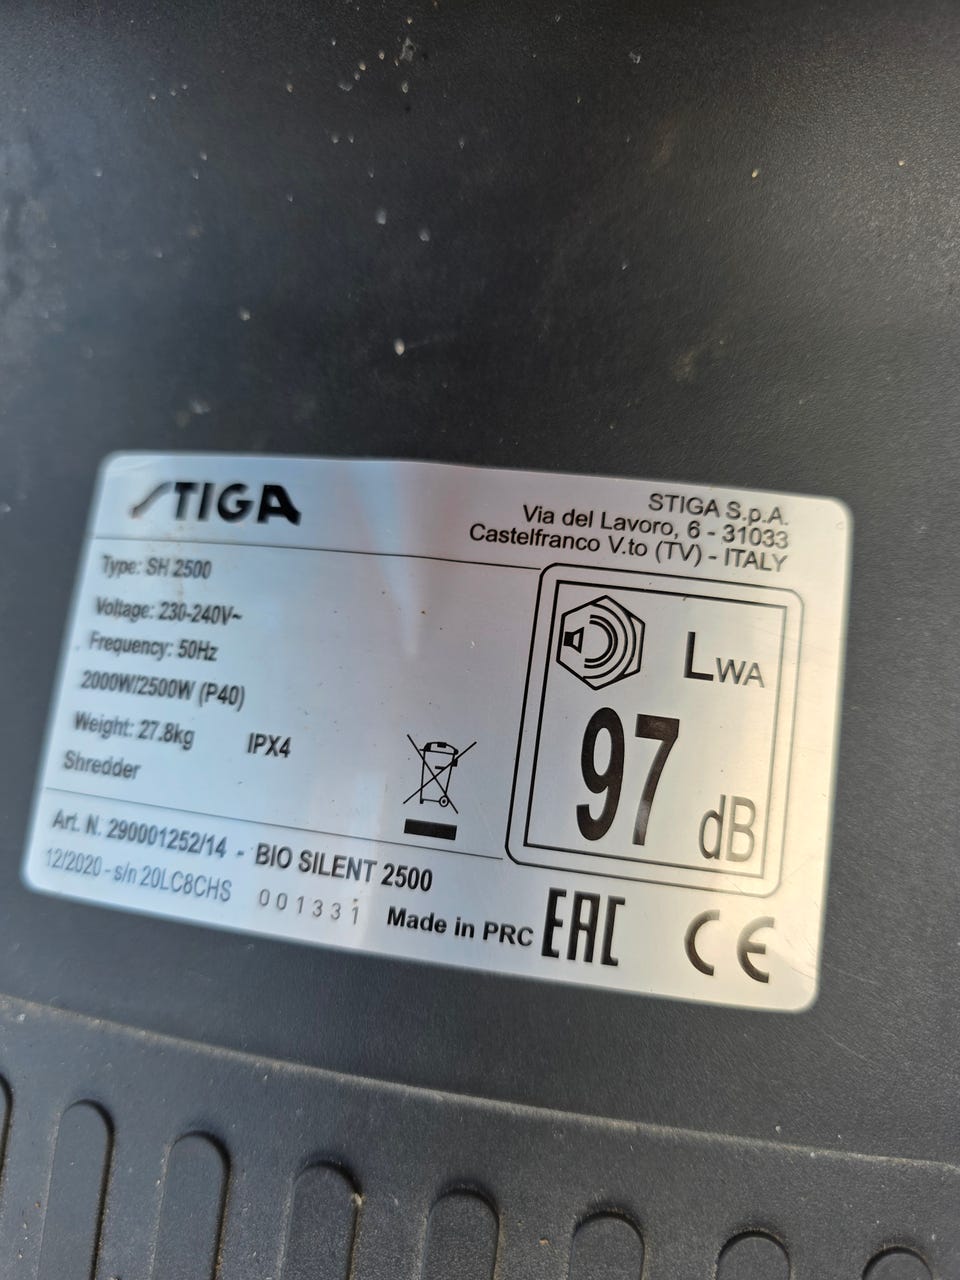 STIGA
STIGA S.p.A.
Via del Lavoro, 6 - 31033
Castelfranco V.to (TV) - ITALY
Type: SH 2500
Voltage: 230-240V~
Frequency: 50Hz
2000W/2500W (P40)
Weight: 27.8kg
IPX4
Shredder
LWA
97
dB
Art. N. 290001252/14 - BIO SILENT 2500
12/2020 - s/n 20LC8CHS 001331
Made in PRC
EAC
CE